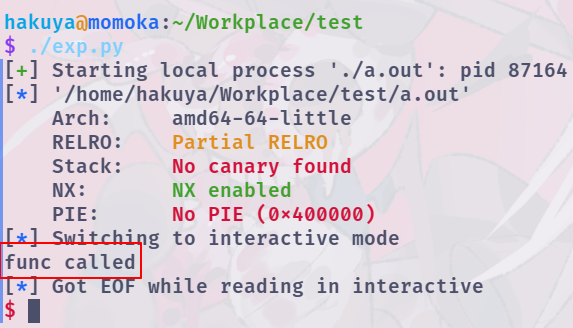 hakuya@momoka:~/Workplace/test
$ ./exp.py
[+] Starting local process './a.out': pid 87164
[*] '/home/hakuya/Workplace/test/a.out'
    Arch:     amd64-64-little
    RELRO:    Partial RELRO
    Stack:    No canary found
    NX:       NX enabled
    PIE:      No PIE (0×400000)
[*] Switching to interactive mode
func called
[*] Got EOF while reading in interactive
$